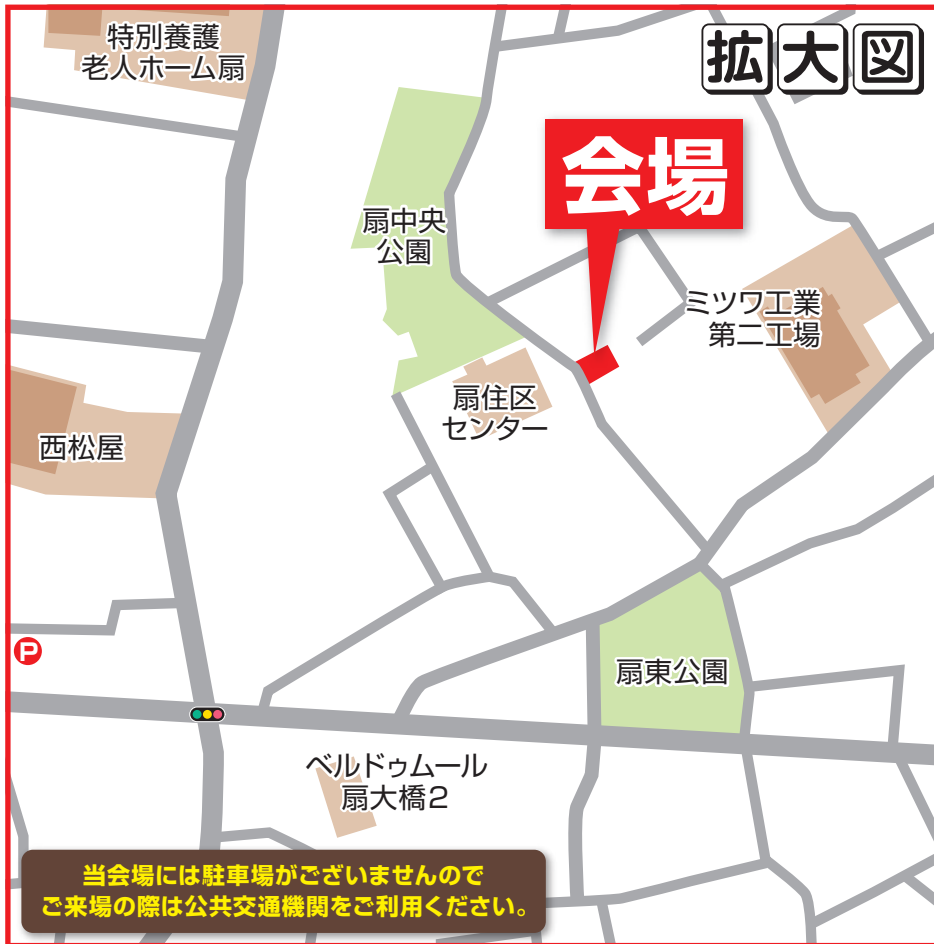 特別養護
老人ホーム扇
拡大図
会場
扇中央
公園
ミツワ工業
第二工場
扇住区
センター
西松屋
P
扇東公園
ベルドゥムール
扇大橋2
当会場には駐車場がございませんので
ご来場の際は公共交通機関をご利用ください。